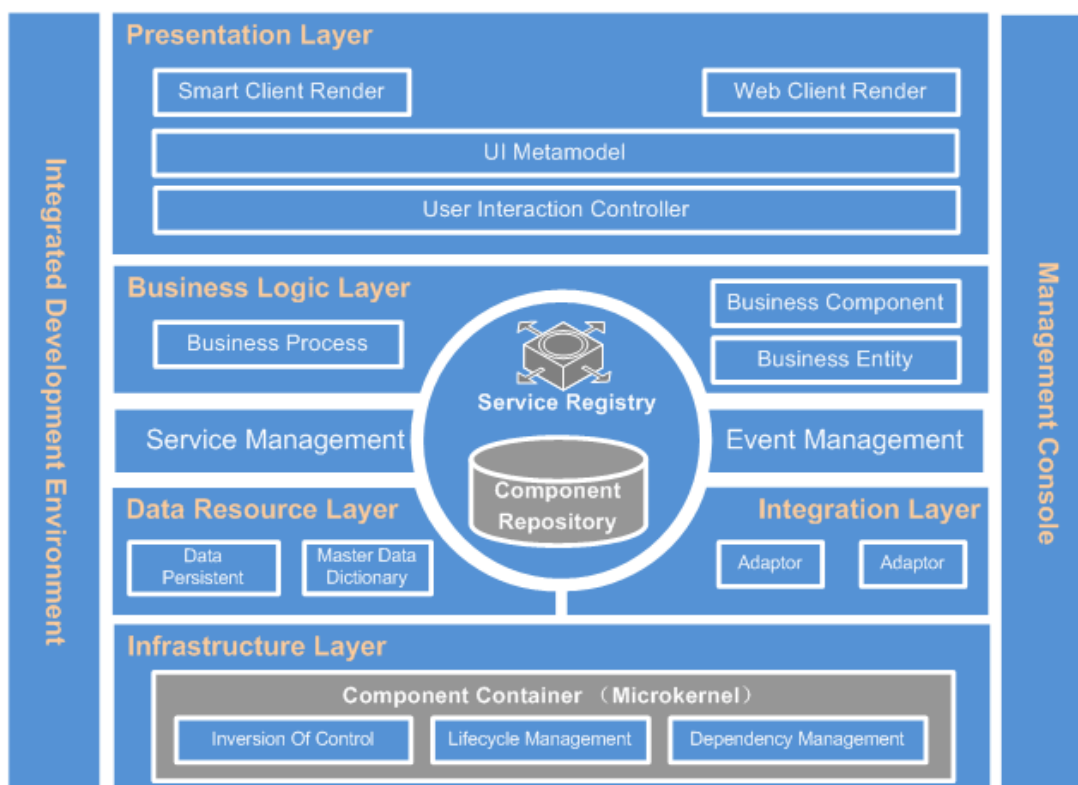 Integrated Development Environment
Presentation Layer
Smart Client Render
Web Client Render
UI Metamodel
User Interaction Controller
Business Logic Layer
Business Process
Business Component
Business Entity
Service Registry
Service Management
Event Management
Component
Repository
Data Resource Layer
Data
Persistent
Master Data
Dictionary
Integration Layer
Adaptor
Adaptor
Infrastructure Layer
Component Container （Microkernel）
Inversion Of Control
Lifecycle Management
Dependency Management
Management Console